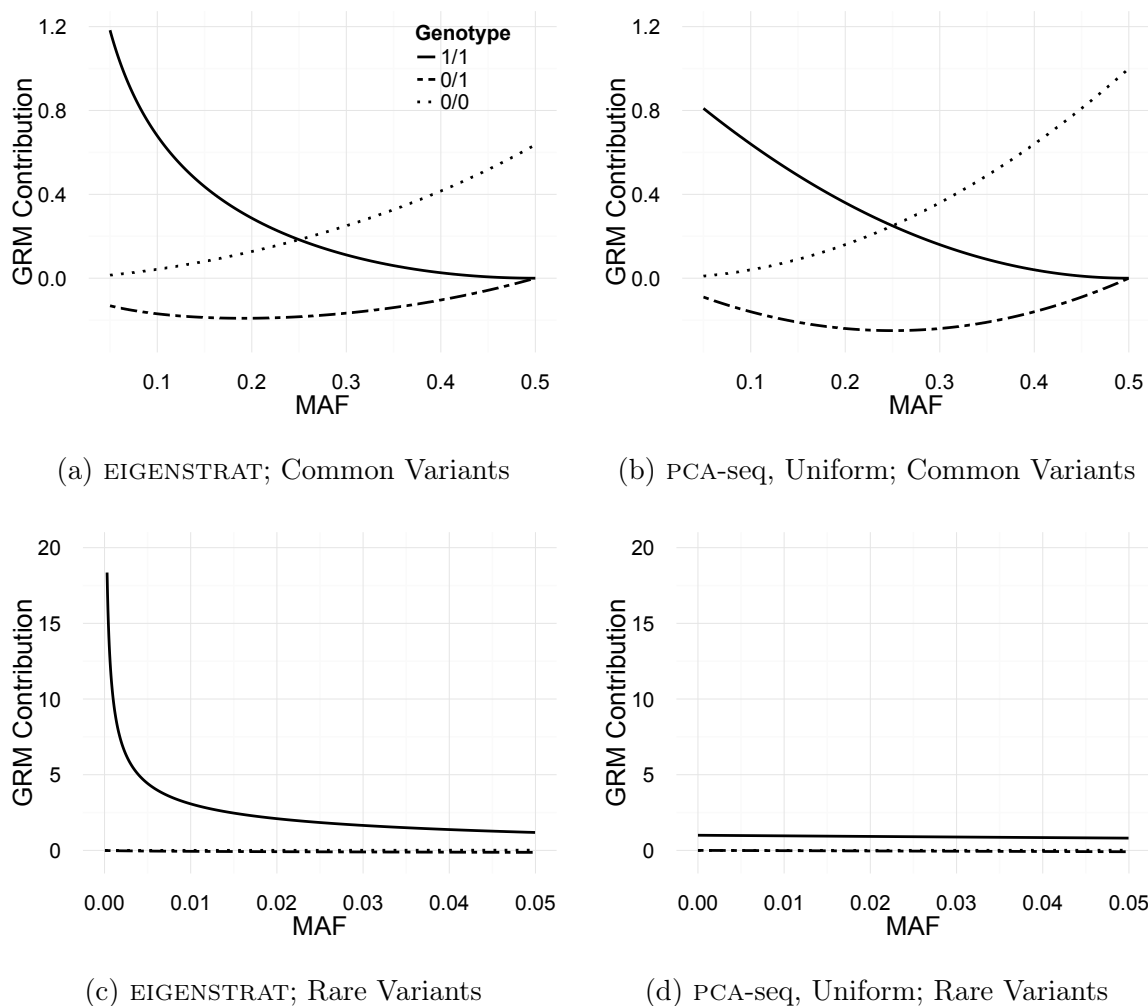 Genotype
1/1
0/1
0/0
GRM Contribution
1.2
0.8
0.4
0.0
0.1 0.2 0.3 0.4 0.5
MAF
(a) EIGENSTRAT; Common Variants
GRM Contribution
1.2
0.8
0.4
0.0
0.1 0.2 0.3 0.4 0.5
MAF
(b) PCA-seq, Uniform; Common Variants
GRM Contribution
20
15
10
5
0
0.00 0.01 0.02 0.03 0.04 0.05
MAF
(c) EIGENSTRAT; Rare Variants
GRM Contribution
20
15
10
5
0
0.00 0.01 0.02 0.03 0.04 0.05
MAF
(d) PCA-seq, Uniform; Rare Variants